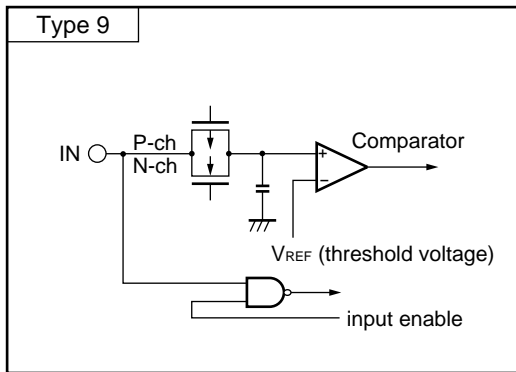 Type 9
P-ch
IN
N-ch
Comparator
+
−
VREF (threshold voltage)
input enable